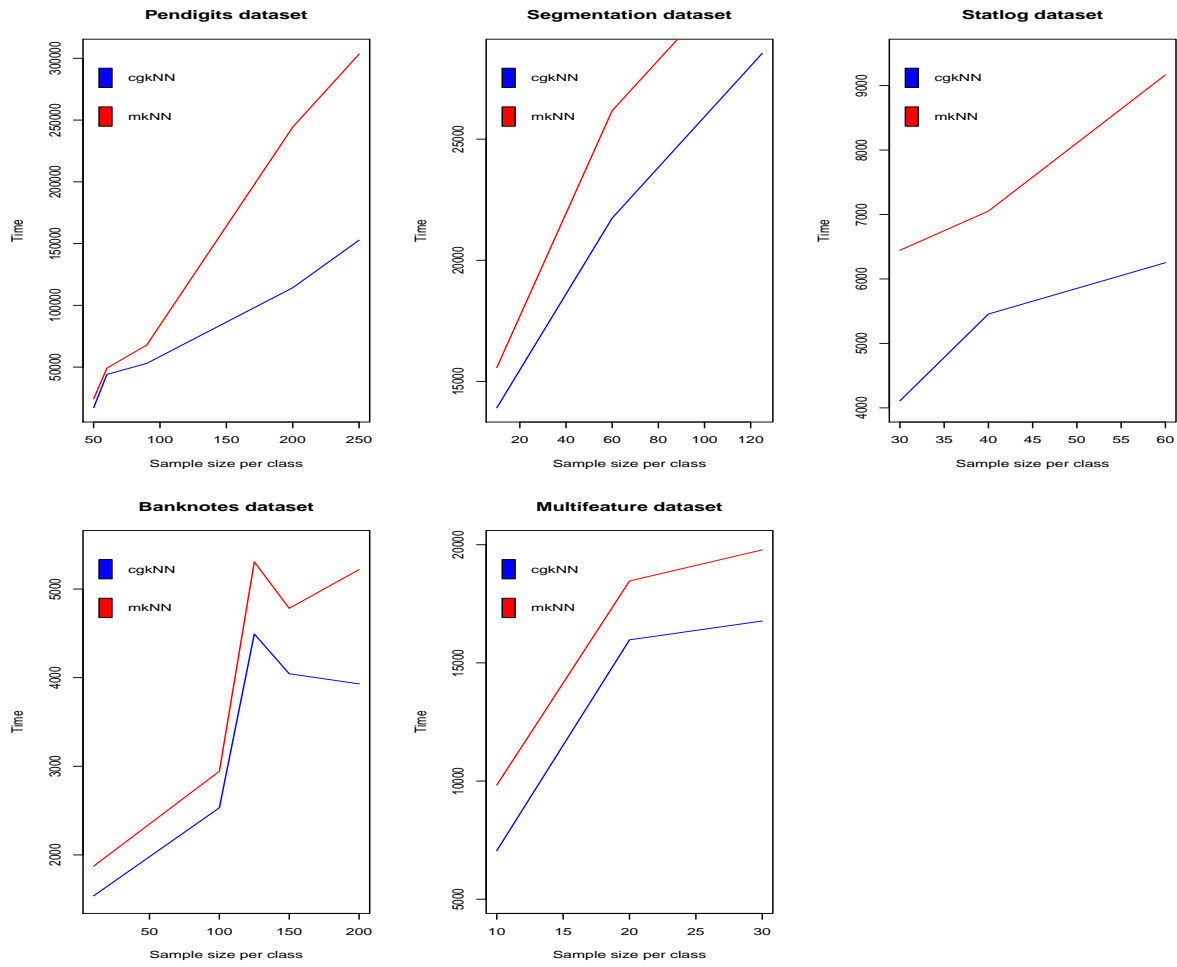 Pendigits dataset
300000
250000
200000
150000
100000
50000
Time
cgkNN
mkNN
50 100 150 200 250
Sample size per class
Segmentation dataset
25000
20000
15000
Time
cgkNN
mkNN
20 40 60 80 100 120
Sample size per class
Statlog dataset
9000
8000
7000
6000
5000
4000
Time
cgkNN
mkNN
30 35 40 45 50 55 60
Sample size per class
Banknotes dataset
5000
4000
3000
2000
Time
cgkNN
mkNN
50 100 150 200
Sample size per class
Multifeature dataset
20000
15000
10000
5000
Time
cgkNN
mkNN
10 15 20 25 30
Sample size per class